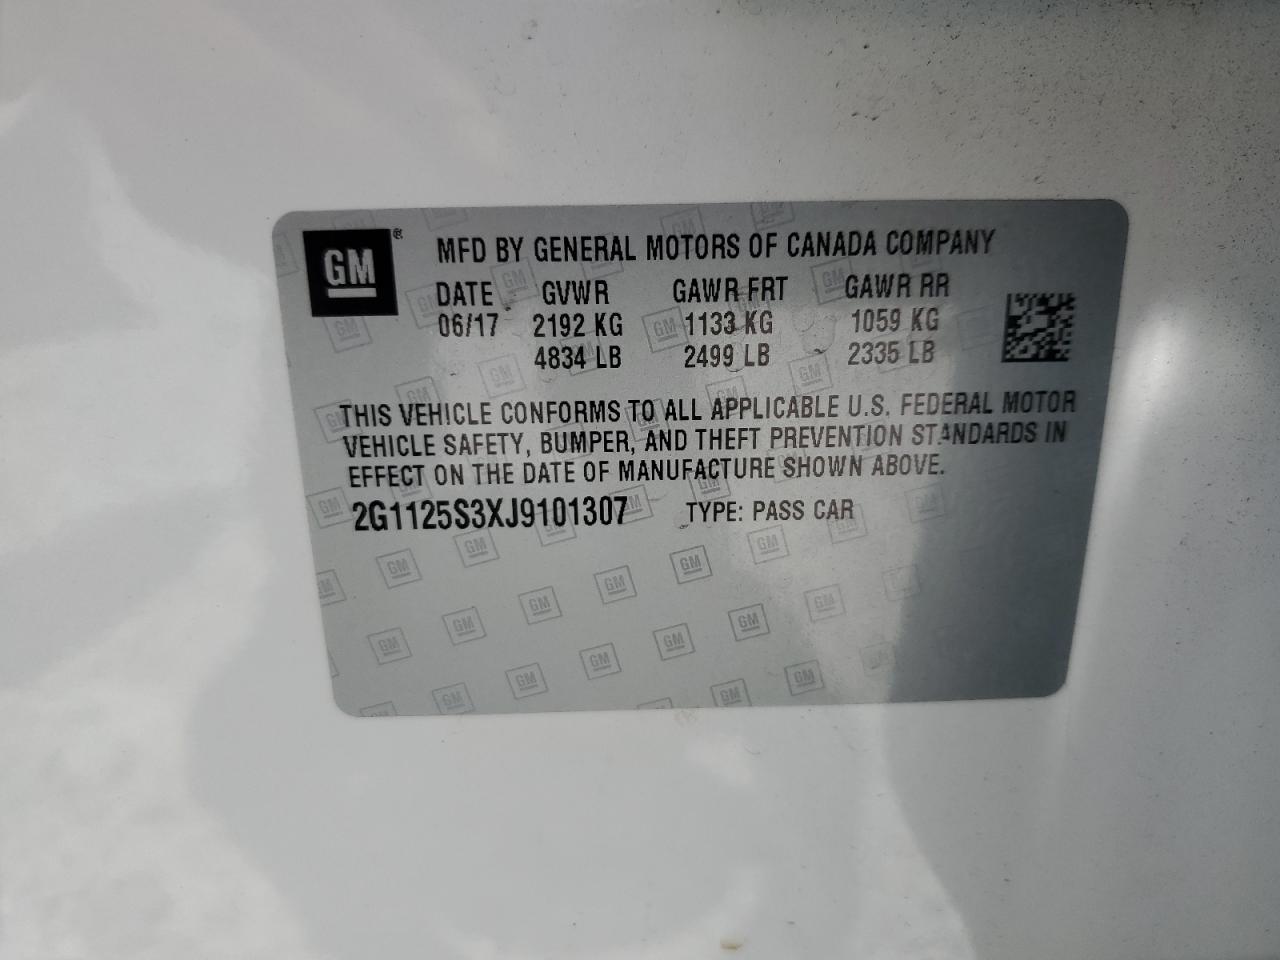 GM ®
MFD BY GENERAL MOTORS OF CANADA COMPANY
DATE GVWR GAWR FRT GAWR RR
06/17 2192 KG 1133 KG 1059 KG
4834 LB 2499 LB 2335 LB
THIS VEHICLE CONFORMS TO ALL APPLICABLE U.S. FEDERAL MOTOR
VEHICLE SAFETY, BUMPER, AND THEFT PREVENTION STANDARDS IN
EFFECT ON THE DATE OF MANUFACTURE SHOWN ABOVE.
2G1125S3XJ9101307 TYPE: PASS CAR